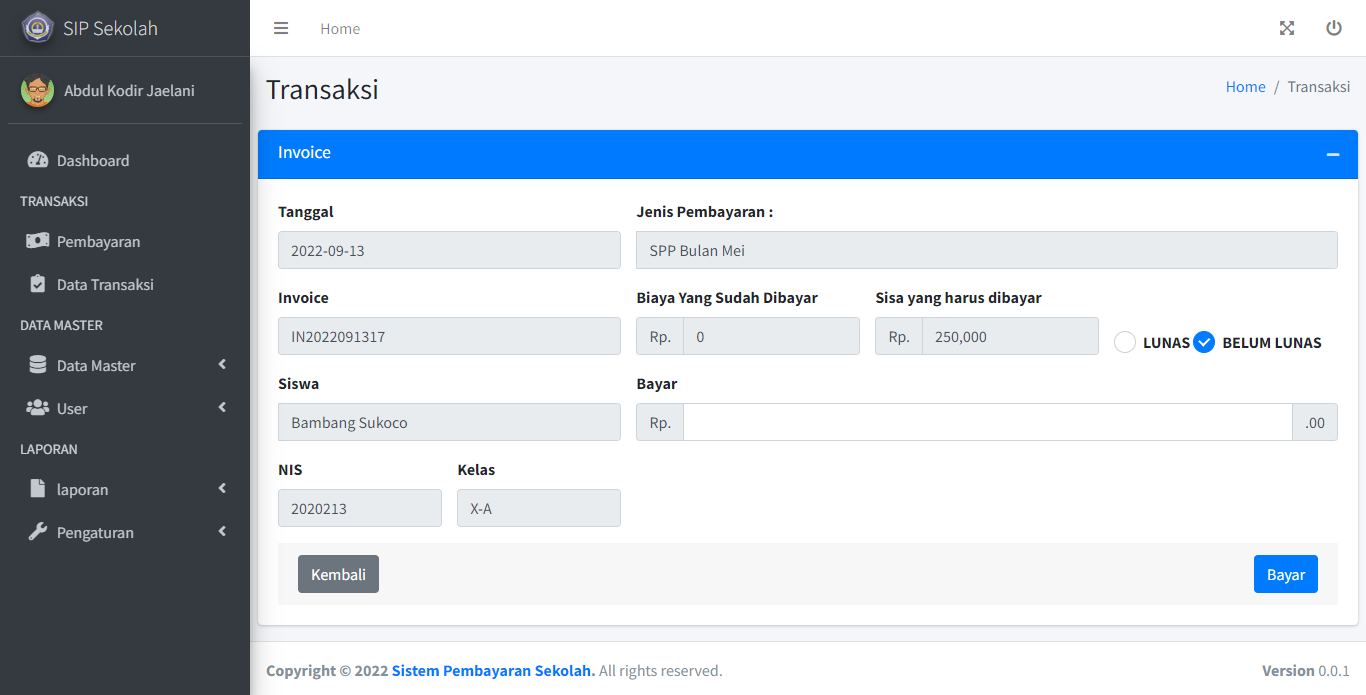 SIP Sekolah
Home
Abdul Kodir Jaelani
Dashboard
TRANSAKSI
Pembayaran
Data Transaksi
DATA MASTER
Data Master
User
LAPORAN
laporan
Pengaturan
Transaksi
Home / Transaksi
Invoice
Tanggal
2022-09-13
Jenis Pembayaran :
SPP Bulan Mei
Invoice
IN2022091317
Biaya Yang Sudah Dibayar
Rp. 0
Sisa yang harus dibayar
Rp. 250,000
LUNAS BELUM LUNAS
Siswa
Bambang Sukoco
Bayar
Rp. .00
NIS
2020213
Kelas
X-A
Kembali
Bayar
Copyright © 2022 Sistem Pembayaran Sekolah. All rights reserved.
Version 0.0.1